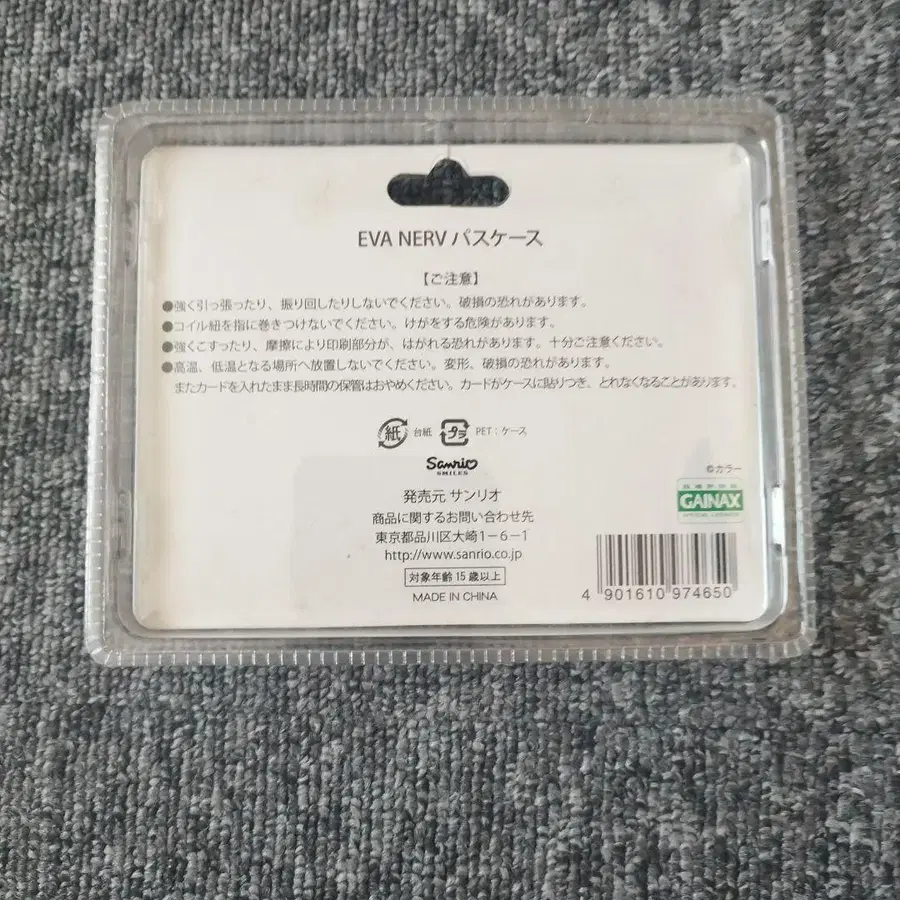 EVA NERV パスケース
【ご注意】
●強く引っ張ったり、振り回したりしないでください。破損の恐れがあります。
●コイル紐を指に巻きつけないでください。けがをする危険があります。
●強くこすったり、摩擦により印刷部分が、はがれる恐れがあります。十分ご注意ください。
●高温、低温となる場所へ放置しないでください。変形、破損の恐れがあります。
またカードを入れたまま長時間の保管はおやめください。カードがケースに貼りつき、とれなくなることがあります。
紙 台紙 プラ PET：ケース
Sanrio
SMILES
©カラー
発売元 サンリオ
GAINAX
商品に関するお問い合わせ先
東京都品川区大崎1－6－1
http://www.sanrio.co.jp
対象年齢15歳以上
MADE IN CHINA
4 901610 974650